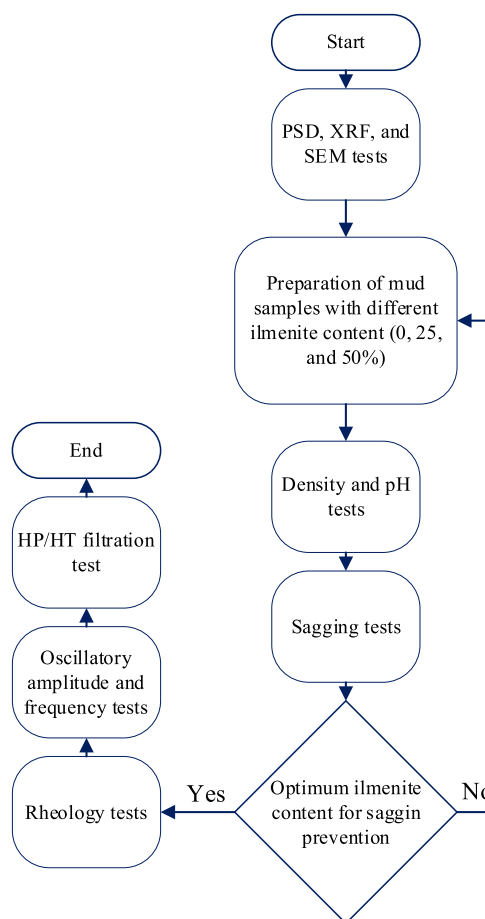 Start
PSD, XRF, and
SEM tests
Preparation of mud
samples with different
ilmenite content (0, 25,
and 50%)
Density and pH
tests
Sagging tests
Optimum ilmenite
content for saggin
prevention
Yes
No
Rheology tests
Oscillatory
amplitude and
frequency tests
HP/HT filtration
test
End